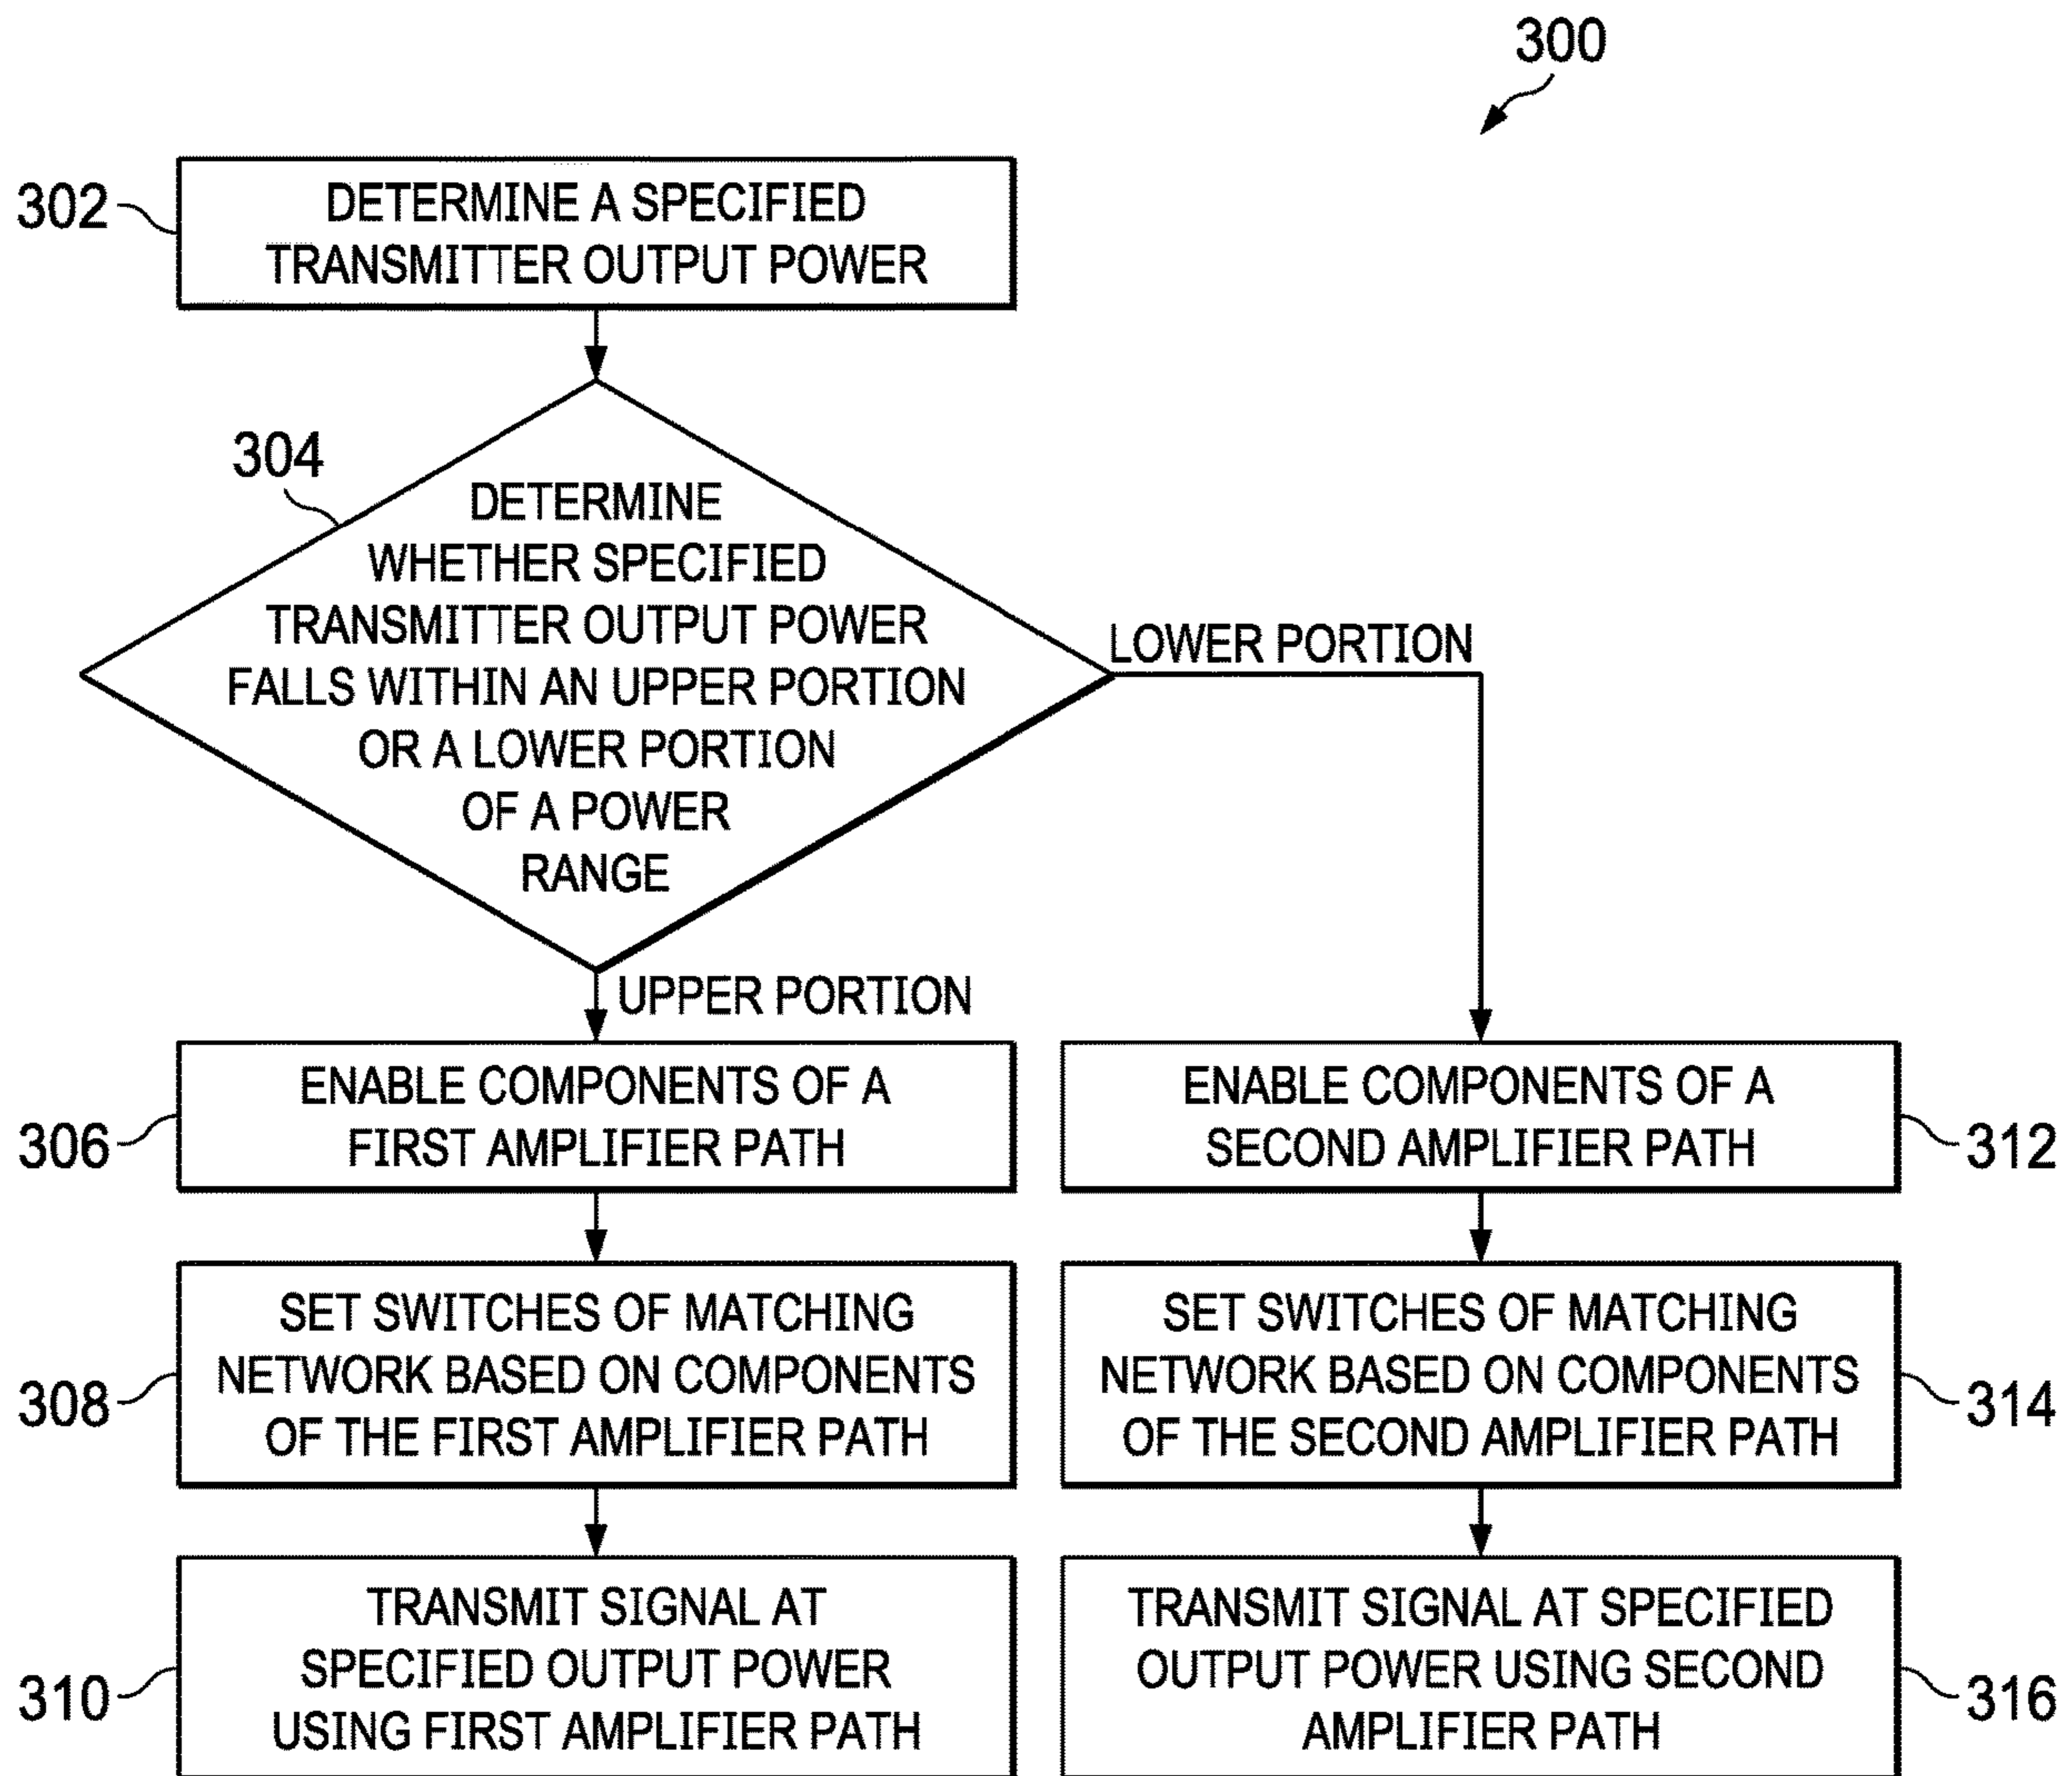 300
302
DETERMINE A SPECIFIED
TRANSMITTER OUTPUT POWER
304
DETERMINE
WHETHER SPECIFIED
TRANSMITTER OUTPUT POWER
FALLS WITHIN AN UPPER PORTION
OR A LOWER PORTION
OF A POWER
RANGE
LOWER PORTION
UPPER PORTION
306
ENABLE COMPONENTS OF A
FIRST AMPLIFIER PATH
308
SET SWITCHES OF MATCHING
NETWORK BASED ON COMPONENTS
OF THE FIRST AMPLIFIER PATH
310
TRANSMIT SIGNAL AT
SPECIFIED OUTPUT POWER
USING FIRST AMPLIFIER PATH
ENABLE COMPONENTS OF A
SECOND AMPLIFIER PATH
312
SET SWITCHES OF MATCHING
NETWORK BASED ON COMPONENTS
OF THE SECOND AMPLIFIER PATH
314
TRANSMIT SIGNAL AT SPECIFIED
OUTPUT POWER USING SECOND
AMPLIFIER PATH
316